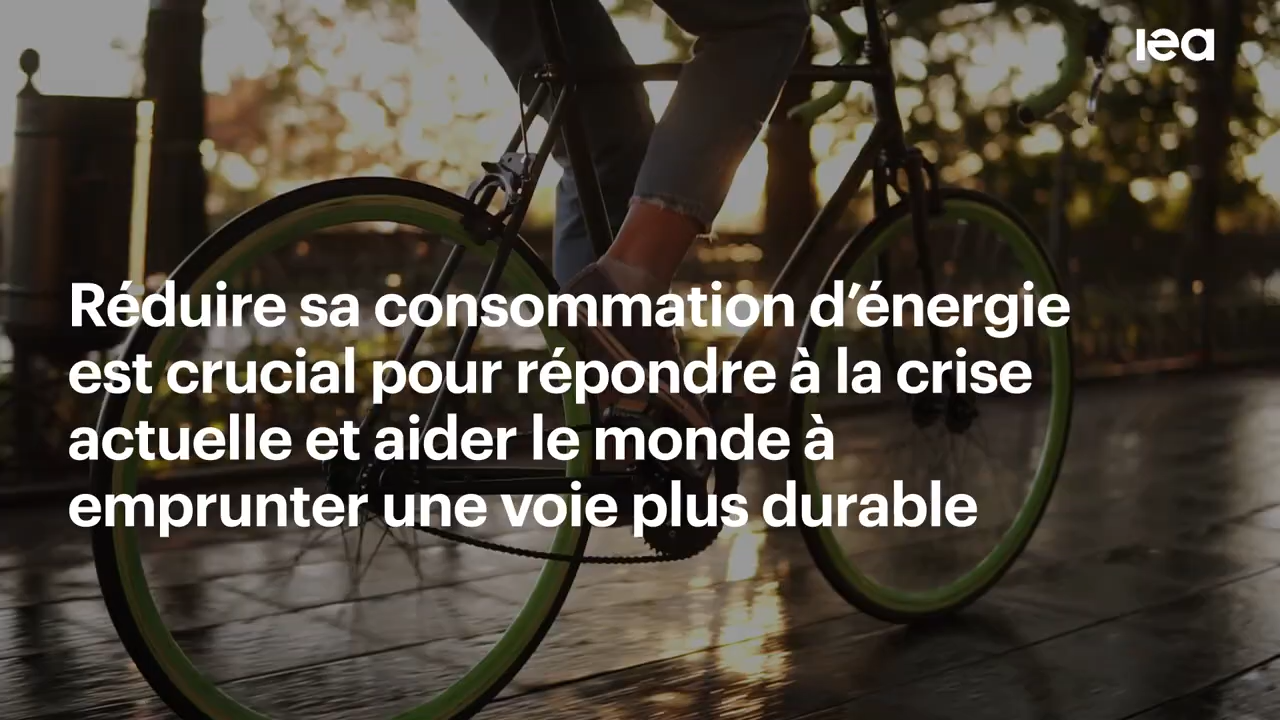 iea
Réduire sa consommation d’énergie
est crucial pour répondre à la crise
actuelle et aider le monde à
emprunter une voie plus durable